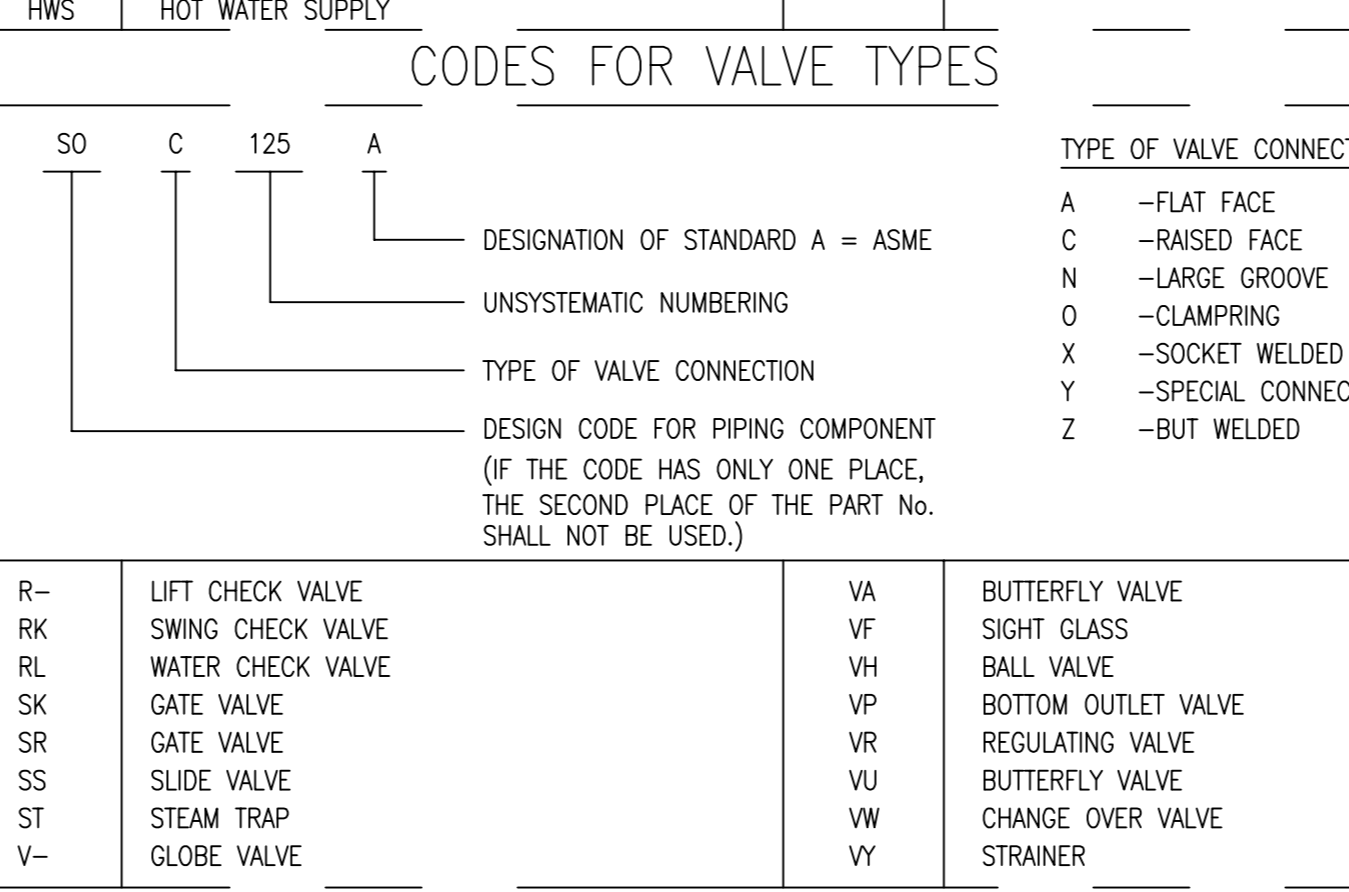 HWS HOT WATER SUPPLY
CODES FOR VALVE TYPES
SO C 125 A
DESIGNATION OF STANDARD A = ASME
UNSYSTEMATIC NUMBERING
TYPE OF VALVE CONNECTION
DESIGN CODE FOR PIPING COMPONENT
(IF THE CODE HAS ONLY ONE PLACE,
THE SECOND PLACE OF THE PART No.
SHALL NOT BE USED.)
TYPE OF VALVE CONNECT
A -FLAT FACE
C -RAISED FACE
N -LARGE GROOVE
O -CLAMPRING
X -SOCKET WELDED
Y -SPECIAL CONNEC
Z -BUT WELDED
R- LIFT CHECK VALVE
RK SWING CHECK VALVE
RL WATER CHECK VALVE
SK GATE VALVE
SR GATE VALVE
SS SLIDE VALVE
ST STEAM TRAP
V- GLOBE VALVE
VA BUTTERFLY VALVE
VF SIGHT GLASS
VH BALL VALVE
VP BOTTOM OUTLET VALVE
VR REGULATING VALVE
VU BUTTERFLY VALVE
VW CHANGE OVER VALVE
VY STRAINER